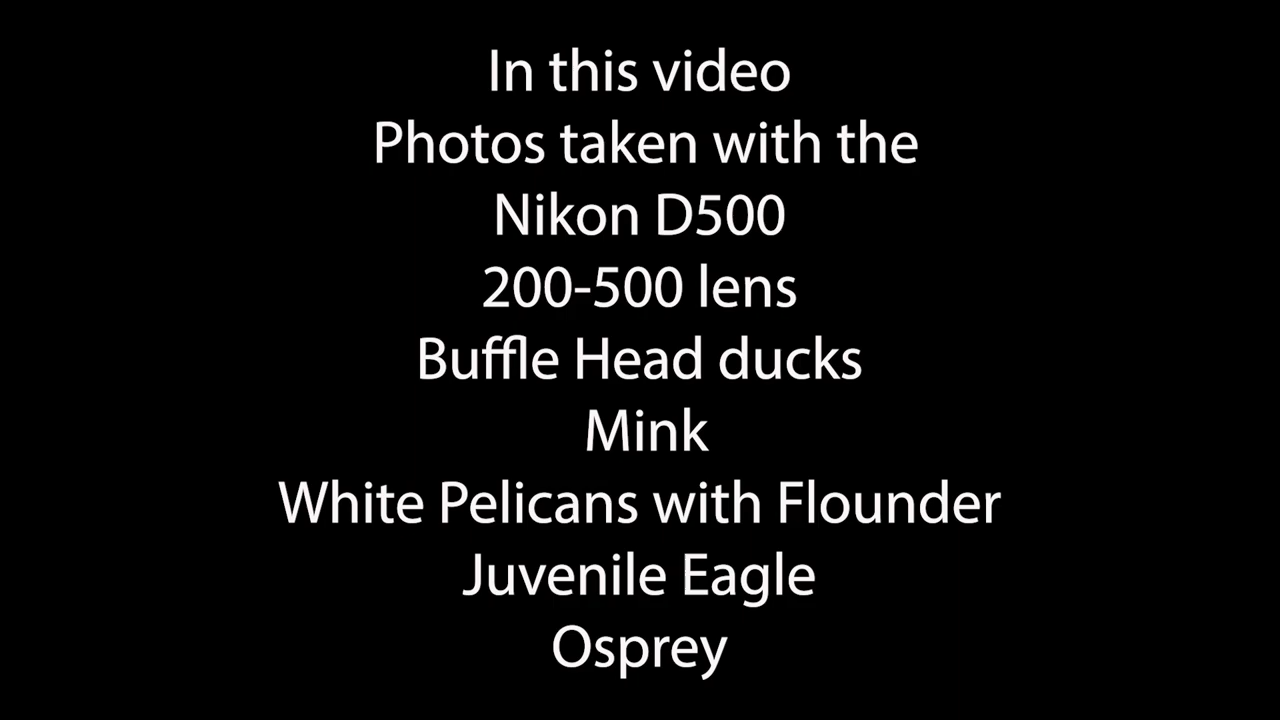 In this video
Photos taken with the
Nikon D500
200-500 lens
Buffle Head ducks
Mink
White Pelicans with Flounder
Juvenile Eagle
Osprey